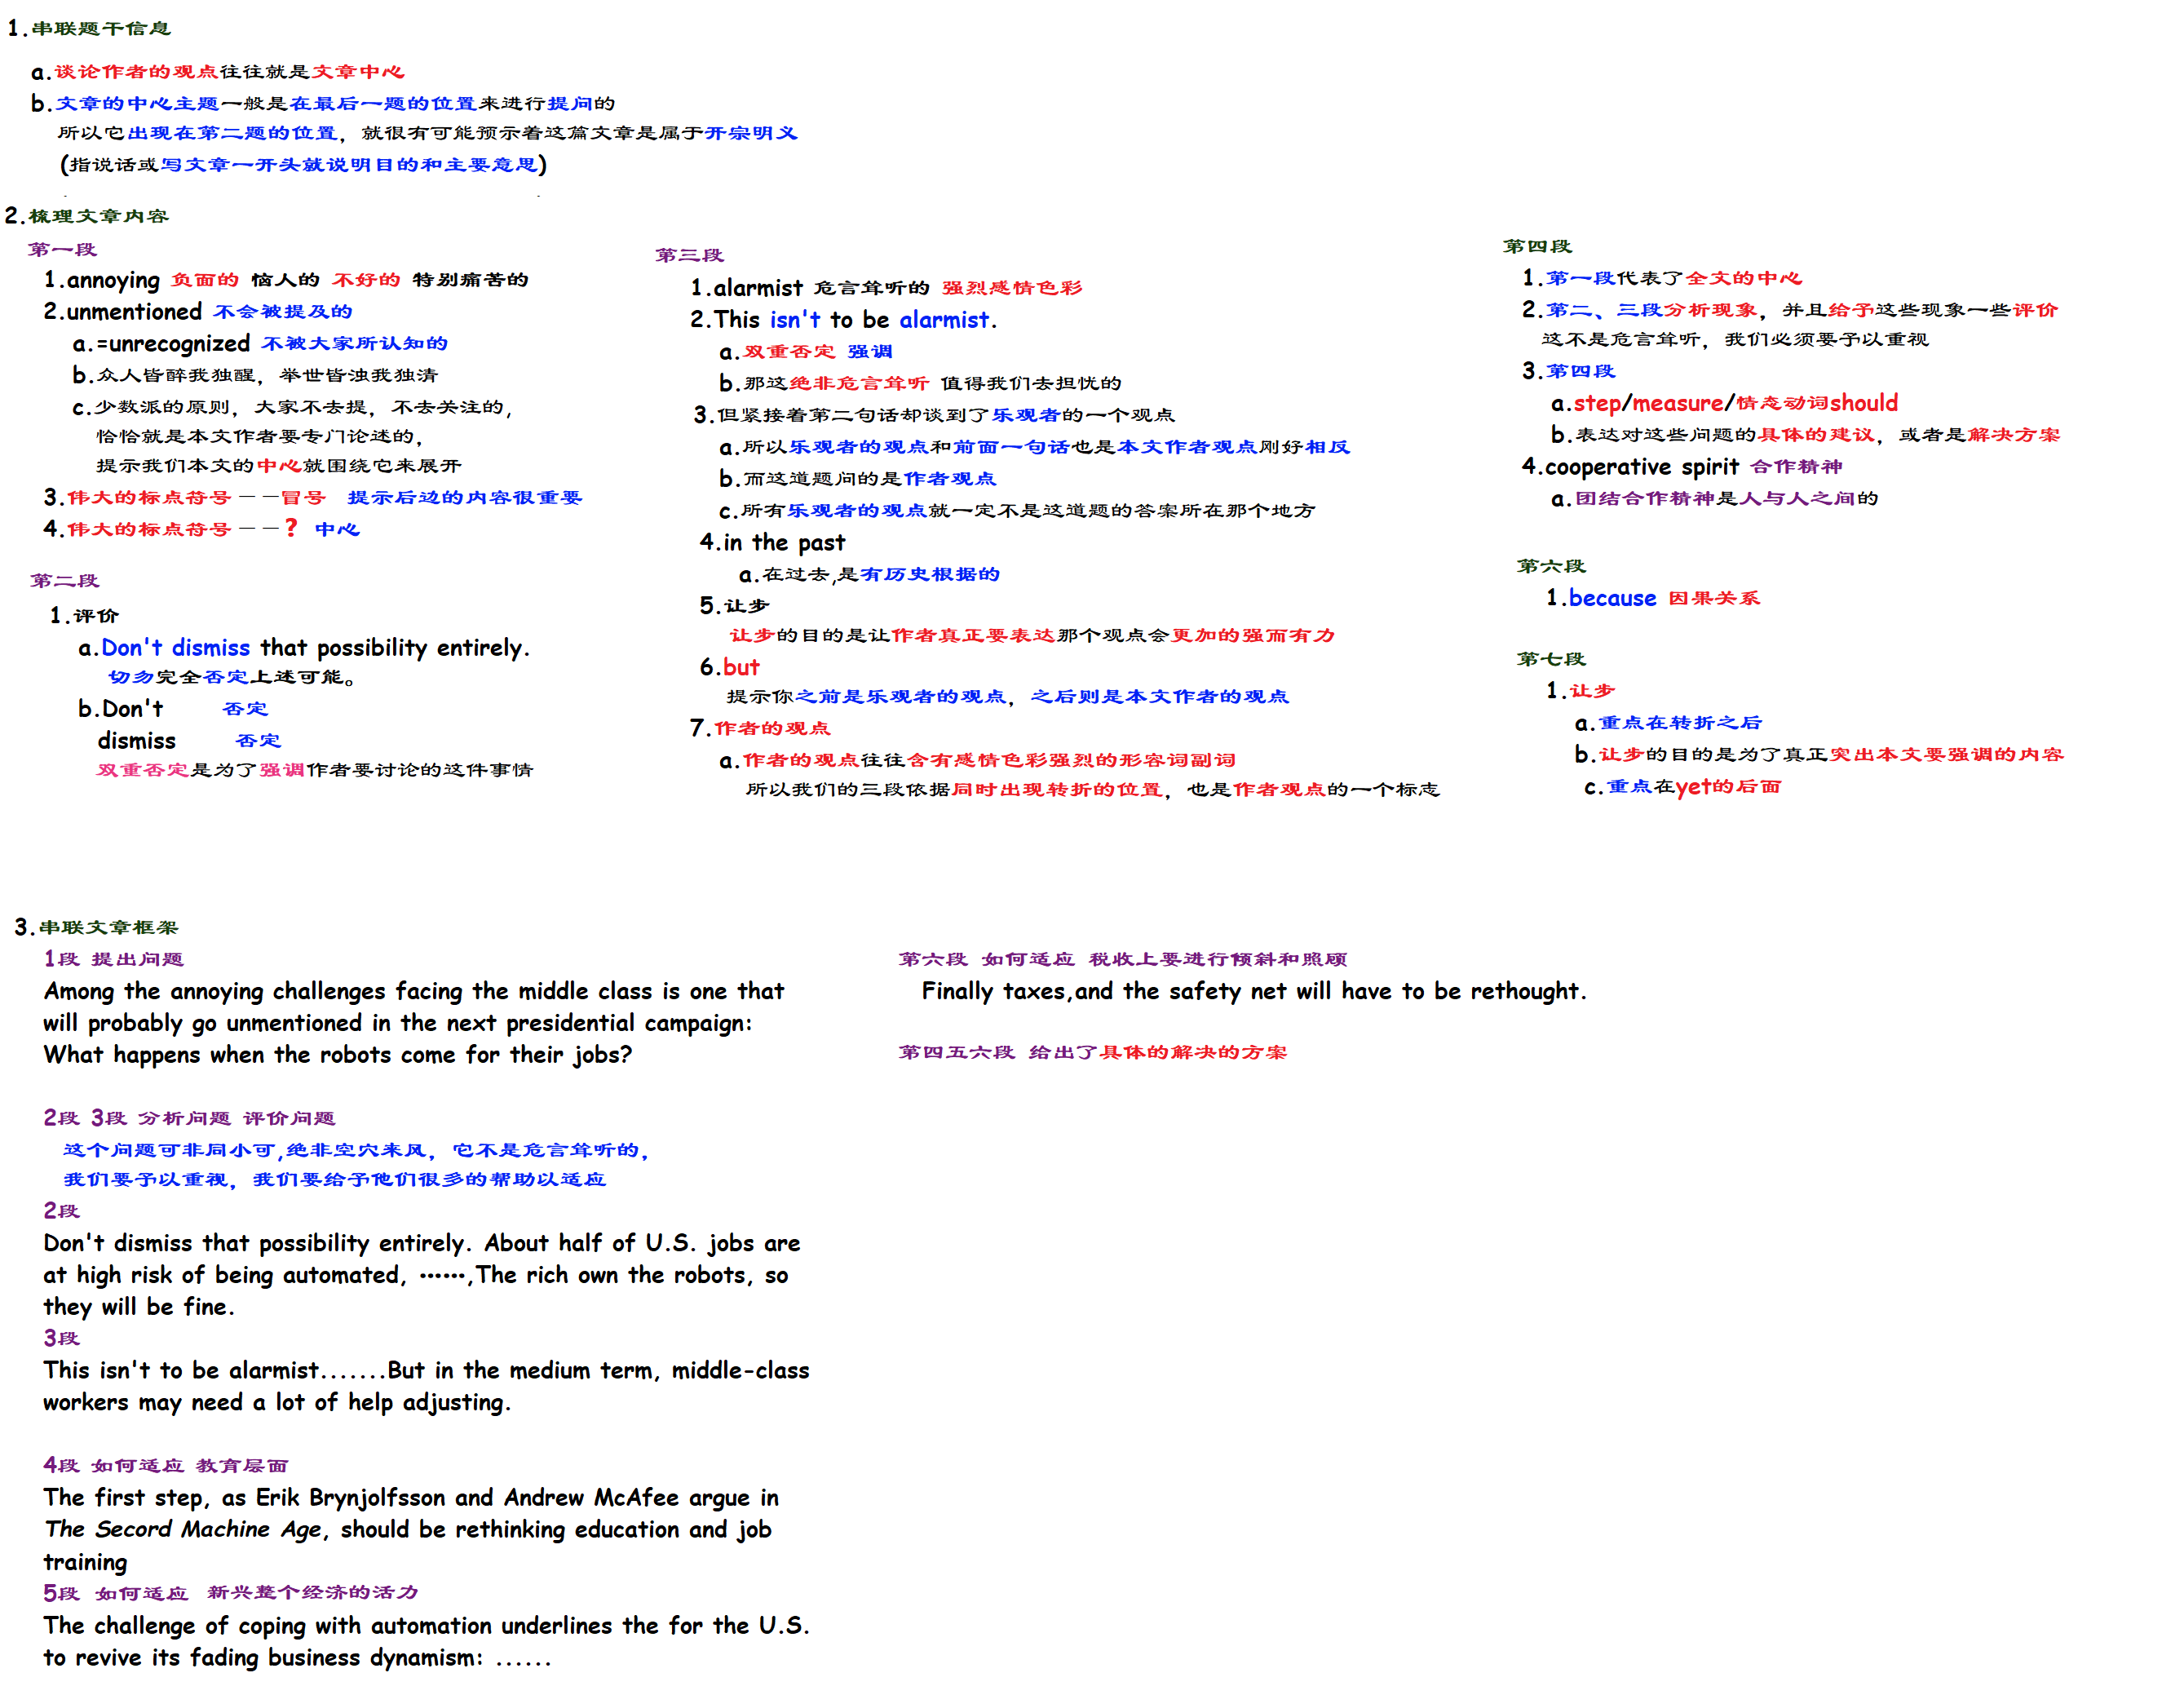 1.串联题干信息
a.谈论作者的观点往往就是文章中心
b.文章的中心主题一般是在最后一题的位置来进行提问的
所以它出现在第二题的位置，就很有可能预示着这篇文章是属于开宗明义
(指说话或写文章一开头就说明目的和主要意思)
2.梳理文章内容
第一段
1.annoying 负面的 恼人的 不好的 特别痛苦的
2.unmentioned 不会被提及的
a.=unrecognized 不被大家所认知的
b.众人皆醉我独醒，举世皆浊我独清
c.少数派的原则，大家不去提，不去关注的，
恰恰就是本文作者要专门论述的，
提示我们本文的中心就围绕它来展开
3.伟大的标点符号——冒号 提示后边的内容很重要
4.伟大的标点符号——? 中心
第二段
1.评价
a.Don't dismiss that possibility entirely.
切勿完全否定上述可能。
b.Don't 否定
dismiss 否定
双重否定是为了强调作者要讨论的这件事情
第三段
1.alarmist 危言耸听的 强烈感情色彩
2.This isn't to be alarmist.
a.双重否定 强调
b.那这绝非危言耸听 值得我们去担忧的
3.但紧接着第二句话却谈到了乐观者的一个观点
a.所以乐观者的观点和前面一句话也是本文作者观点刚好相反
b.而这道题问的是作者观点
c.所有乐观者的观点就一定不是这道题的答案所在那个地方
4.in the past
a.在过去,是有历史根据的
5.让步
让步的目的是让作者真正要表达那个观点会更加的强而有力
6.but
提示你之前是乐观者的观点，之后则是本文作者的观点
7.作者的观点
a.作者的观点往往含有感情色彩强烈的形容词副词
所以我们的三段依据同时出现转折的位置，也是作者观点的一个标志
第四段
1.第一段代表了全文的中心
2.第二、三段分析现象，并且给予这些现象一些评价
这不是危言耸听，我们必须要予以重视
3.第四段
a.step/measure/情态动词should
b.表达对这些问题的具体的建议，或者是解决方案
4.cooperative spirit 合作精神
a.团结合作精神是人与人之间的
第六段
1.because 因果关系
第七段
1.让步
a.重点在转折之后
b.让步的目的是为了真正突出本文要强调的内容
c.重点在yet的后面
3.串联文章框架
1段 提出问题
Among the annoying challenges facing the middle class is one that
will probably go unmentioned in the next presidential campaign:
What happens when the robots come for their jobs?
2段 3段 分析问题 评价问题
这个问题可非同小可,绝非空穴来风，它不是危言耸听的，
我们要予以重视，我们要给予他们很多的帮助以适应
2段
Don't dismiss that possibility entirely. About half of U.S. jobs are
at high risk of being automated, ……,The rich own the robots, so
they will be fine.
3段
This isn't to be alarmist.......But in the medium term, middle-class
workers may need a lot of help adjusting.
4段 如何适应 教育层面
The first step, as Erik Brynjolfsson and Andrew McAfee argue in
The Secord Machine Age, should be rethinking education and job
training
5段 如何适应 新兴整个经济的活力
The challenge of coping with automation underlines the for the U.S.
to revive its fading business dynamism: ......
第六段 如何适应 税收上要进行倾斜和照顾
Finally taxes,and the safety net will have to be rethought.
第四五六段 给出了具体的解决的方案